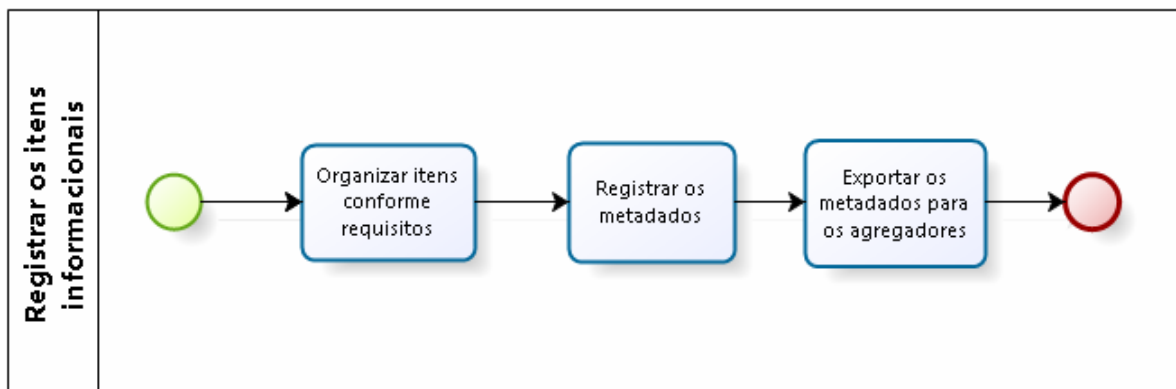 Registrar os itens
informacionais
Organizar itens
conforme
requisitos
Registrar os
metadados
Exportar os
metadados para
os agregadores